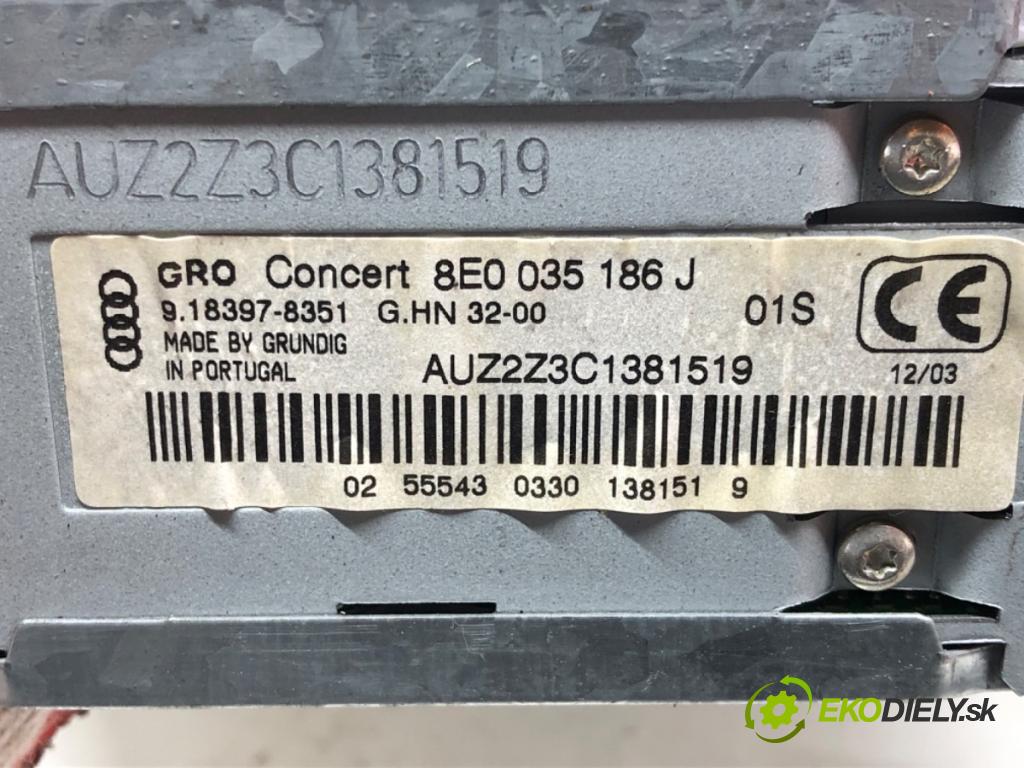 AUZ2Z3C1381519
GRO Concert 8E0 035 186 J
9.18397-8351 G.HN 32-00 01S
MADE BY GRUNDIG
IN PORTUGAL AUZ2Z3C1381519 12/03
02 55543 0330 138151 9
EKODIELY.sk